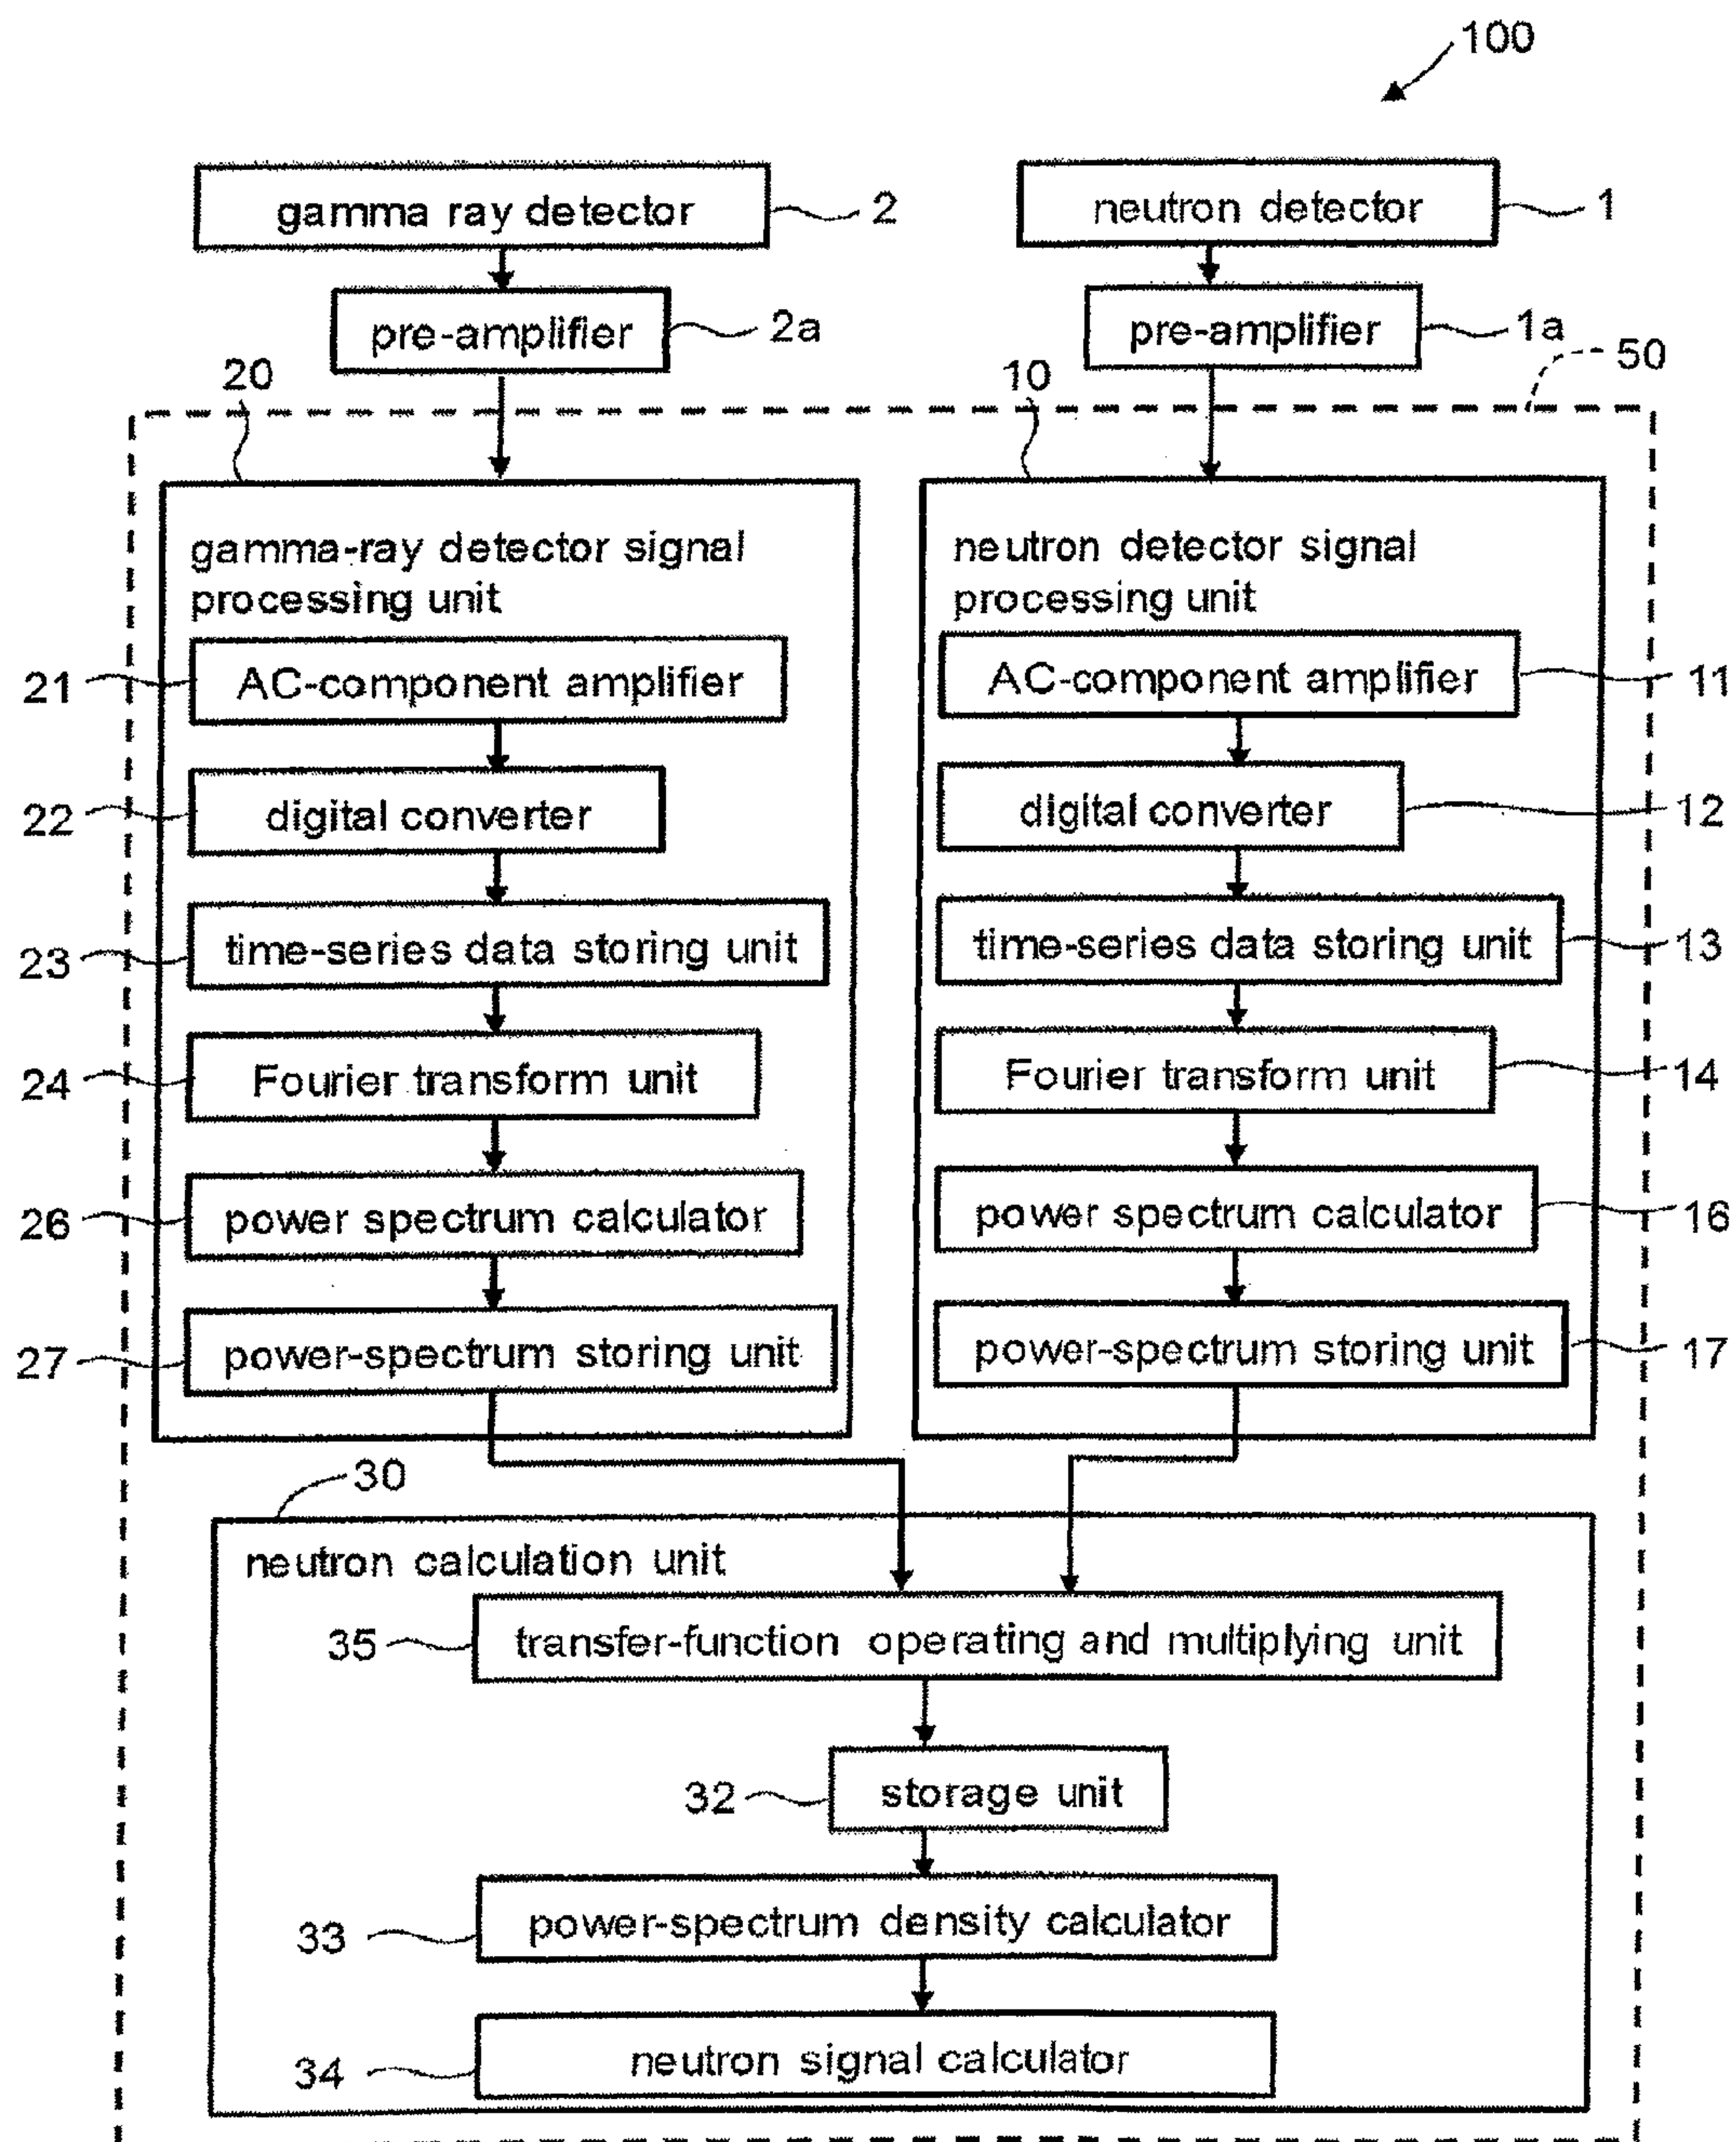 100
gamma ray detector
2
neutron detector
1
pre-amplifier
2a
pre-amplifier
1a
50
20
10
gamma-ray detector signal
processing unit
21
AC-component amplifier
22
digital converter
23
time-series data storing unit
24
Fourier transform unit
26
power spectrum calculator
27
power-spectrum storing unit
neutron detector signal
processing unit
AC-component amplifier
11
digital converter
12
time-series data storing unit
13
Fourier transform unit
14
power spectrum calculator
16
power-spectrum storing unit
17
30
neutron calculation unit
35
transfer-function operating and multiplying unit
32
storage unit
33
power-spectrum density calculator
34
neutron signal calculator